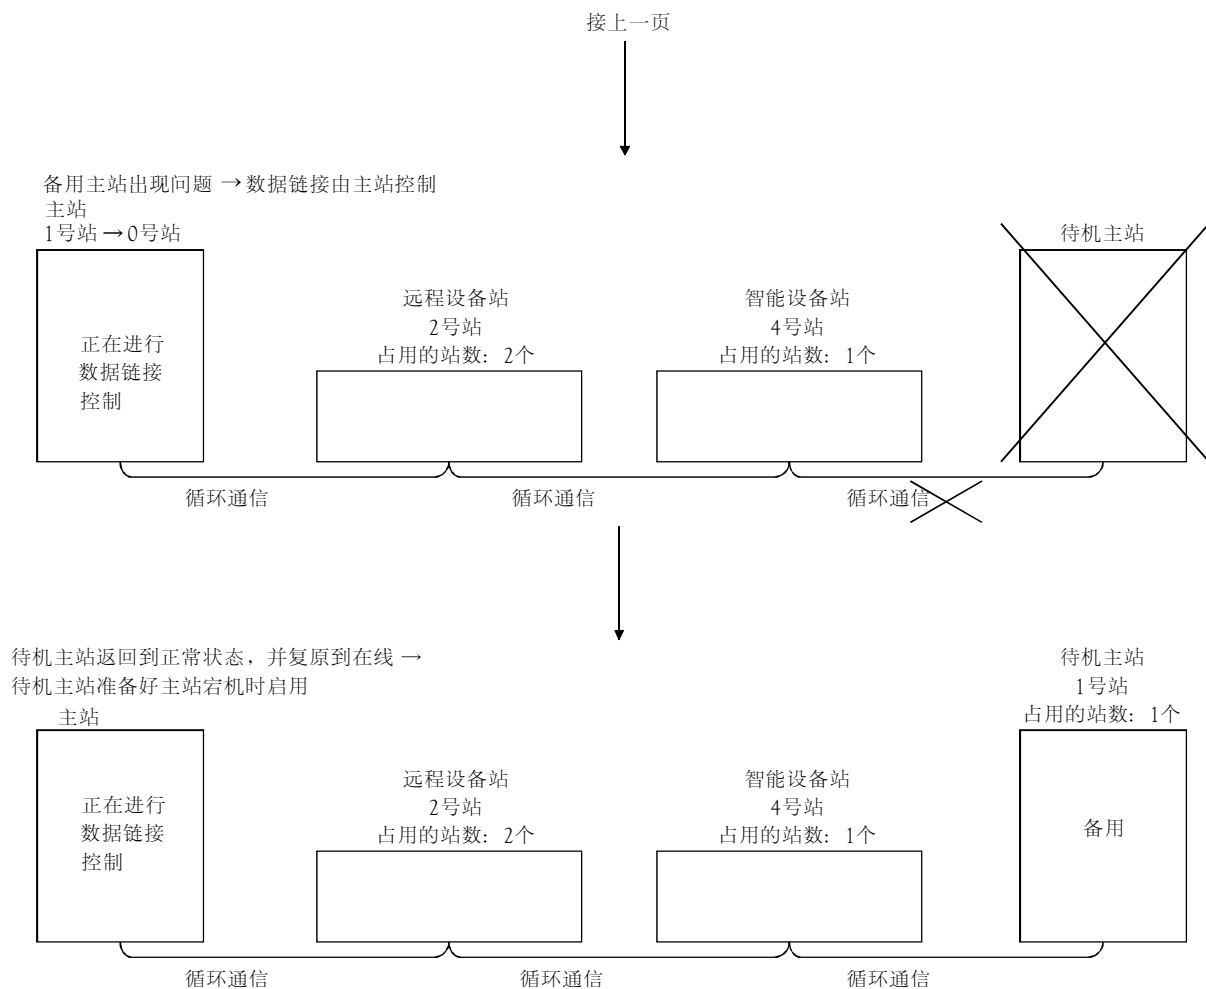 接上一页
备用主站出现问题 →数据链接由主站控制
主站
1号站→0号站
待机主站
远程设备站
2号站
占用的站数：2个
智能设备站
4号站
占用的站数：1个
正在进行
数据链接
控制
循环通信
循环通信
循环通信
待机主站返回到正常状态，并复原到在线 →
待机主站准备好主站宕机时启用
主站
待机主站
1号站
占用的站数：1个
远程设备站
2号站
占用的站数：2个
智能设备站
4号站
占用的站数：1个
正在进行
数据链接
控制
备用
循环通信
循环通信
循环通信